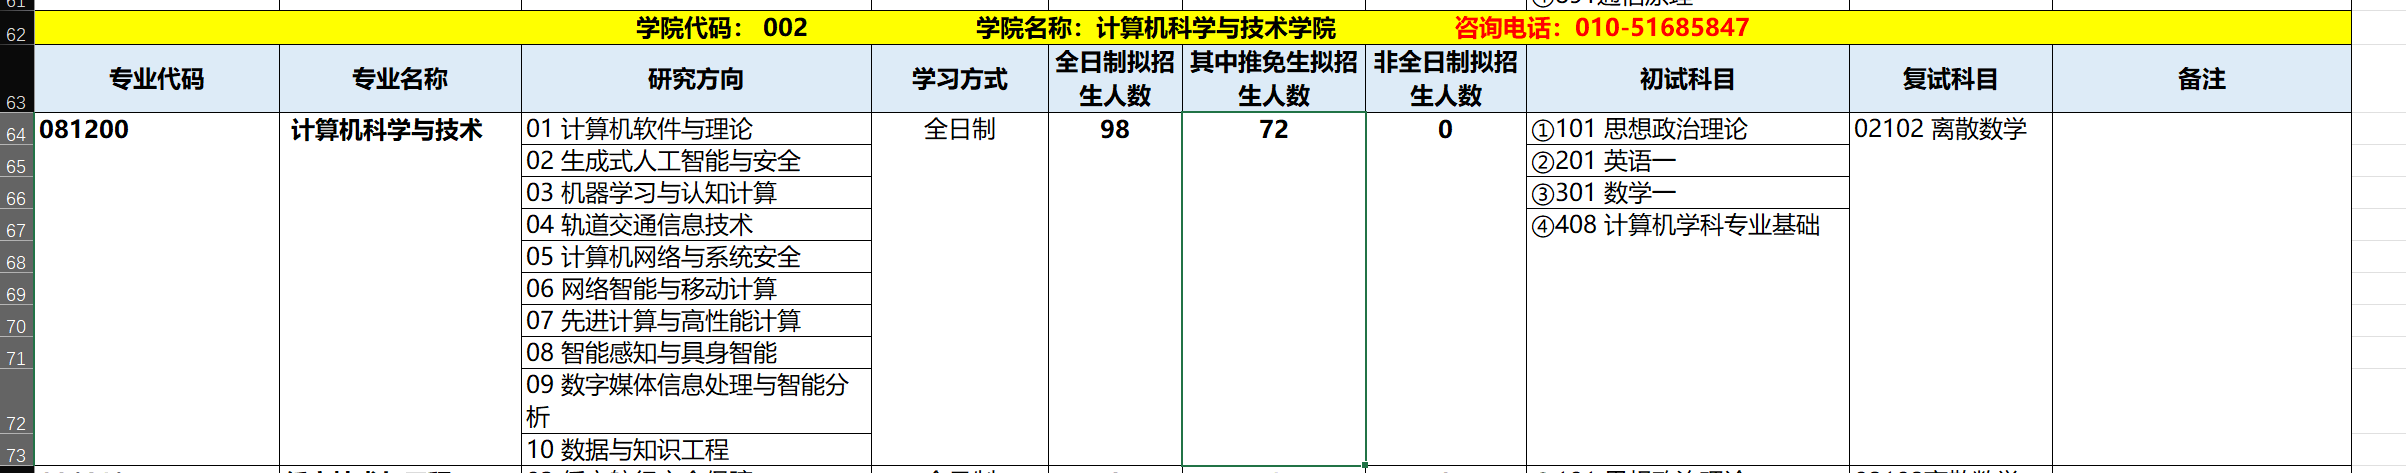 61
④891通信原理
62 学院代码： 002 学院名称：计算机科学与技术学院 咨询电话：010-51685847
63 专业代码 专业名称 研究方向 学习方式 全日制拟招生人数 其中推免生拟招生人数 非全日制拟招生人数 初试科目 复试科目 备注
64 081200 计算机科学与技术 01 计算机软件与理论 全日制 98 72 0 ①101 思想政治理论 02102 离散数学
65 02 生成式人工智能与安全 ②201 英语一
66 03 机器学习与认知计算 ③301 数学一
67 04 轨道交通信息技术 ④408 计算机学科专业基础
68 05 计算机网络与系统安全
69 06 网络智能与移动计算
70 07 先进计算与高性能计算
71 08 智能感知与具身智能
72 09 数字媒体信息处理与智能分析
73 10 数据与知识工程